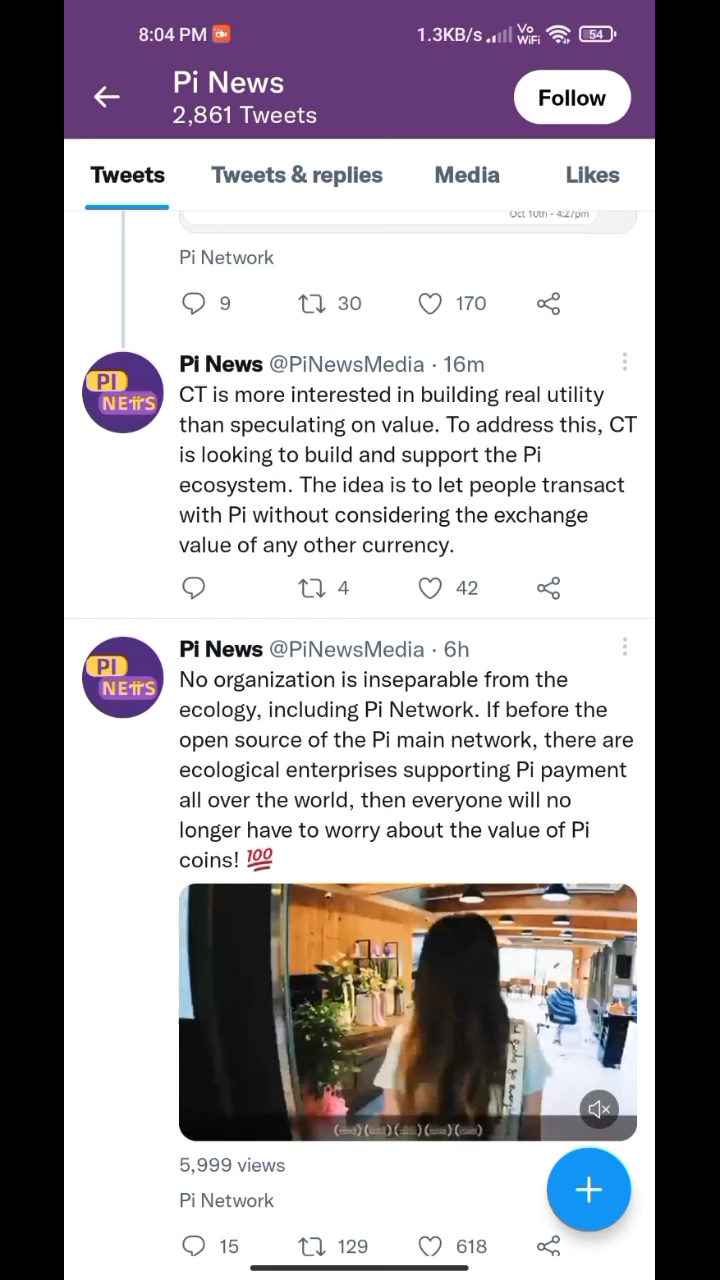 8:04 PM 1.3KB/s Vo WiFi 54
Pi News
2,861 Tweets
Follow
Tweets Tweets & replies Media Likes
Oct 10th - 4:27pm
Pi Network
9 30 170
PI NEWS
Pi News @PiNewsMedia · 16m
CT is more interested in building real utility
than speculating on value. To address this, CT
is looking to build and support the Pi
ecosystem. The idea is to let people transact
with Pi without considering the exchange
value of any other currency.
4 42
PI NEWS
Pi News @PiNewsMedia · 6h
No organization is inseparable from the
ecology, including Pi Network. If before the
open source of the Pi main network, there are
ecological enterprises supporting Pi payment
all over the world, then everyone will no
longer have to worry about the value of Pi
coins! 💯
5,999 views
Pi Network
15 129 618